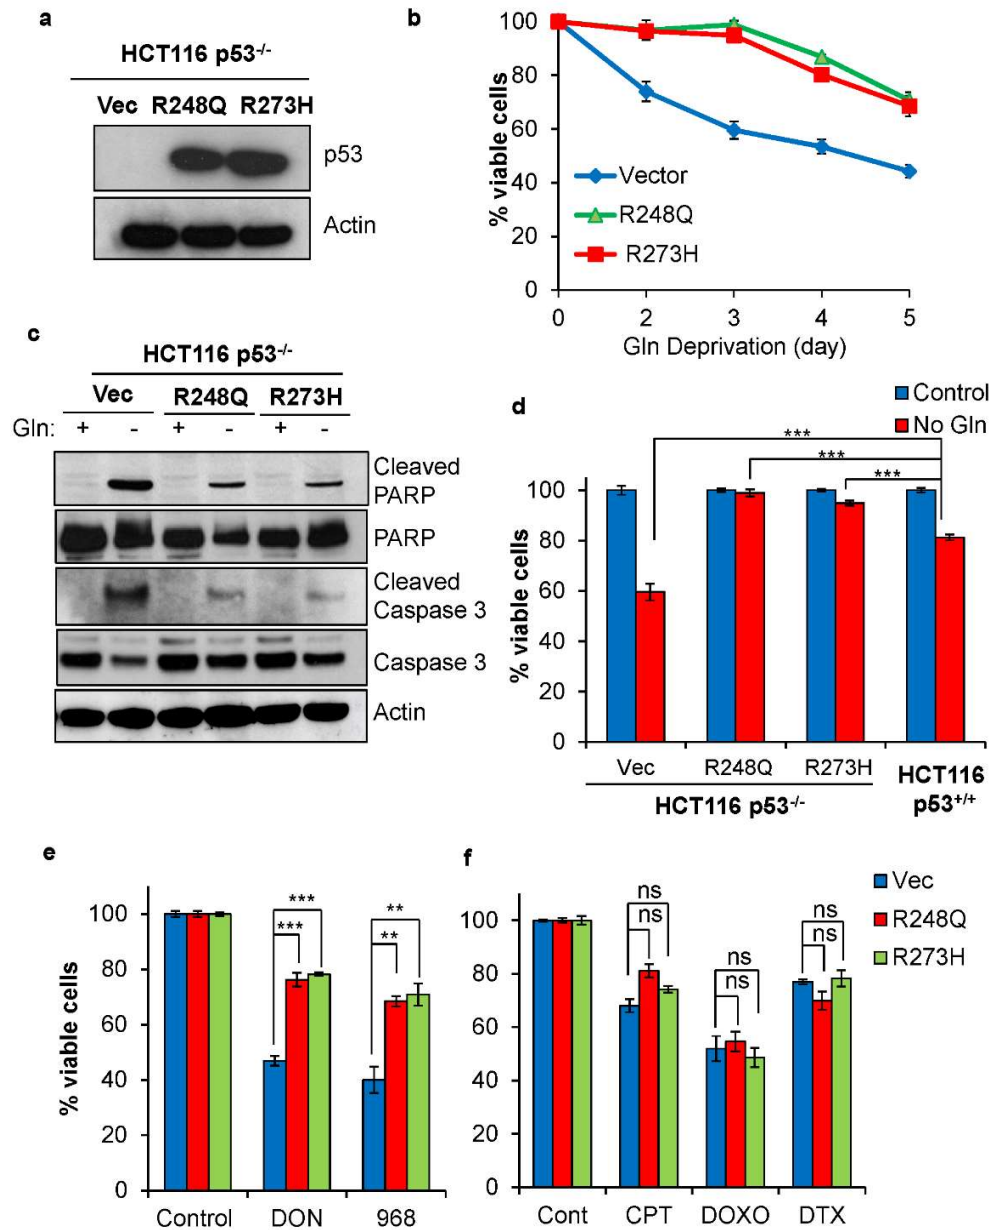 a
HCT116 p53-/-
Vec R248Q R273H
p53
Actin
b
% viable cells
100
80
60
40
20
0
Vector
R248Q
R273H
0 2 3 4 5
Gln Deprivation (day)
c
HCT116 p53-/-
Vec R248Q R273H
Gln: + - + - + -
Cleaved
PARP
PARP
Cleaved
Caspase 3
Caspase 3
Actin
d
Control
No Gln
***
***
***
% viable cells
100
80
60
40
20
0
Vec R248Q R273H
HCT116 p53-/-
HCT116
p53+/+
e
% viable cells
100
80
60
40
20
0
***
***
**
**
Control DON 968
f
Vec
R248Q
R273H
% viable cells
100
80
60
40
20
0
ns
ns
ns
ns
ns
ns
Cont CPT DOXO DTX